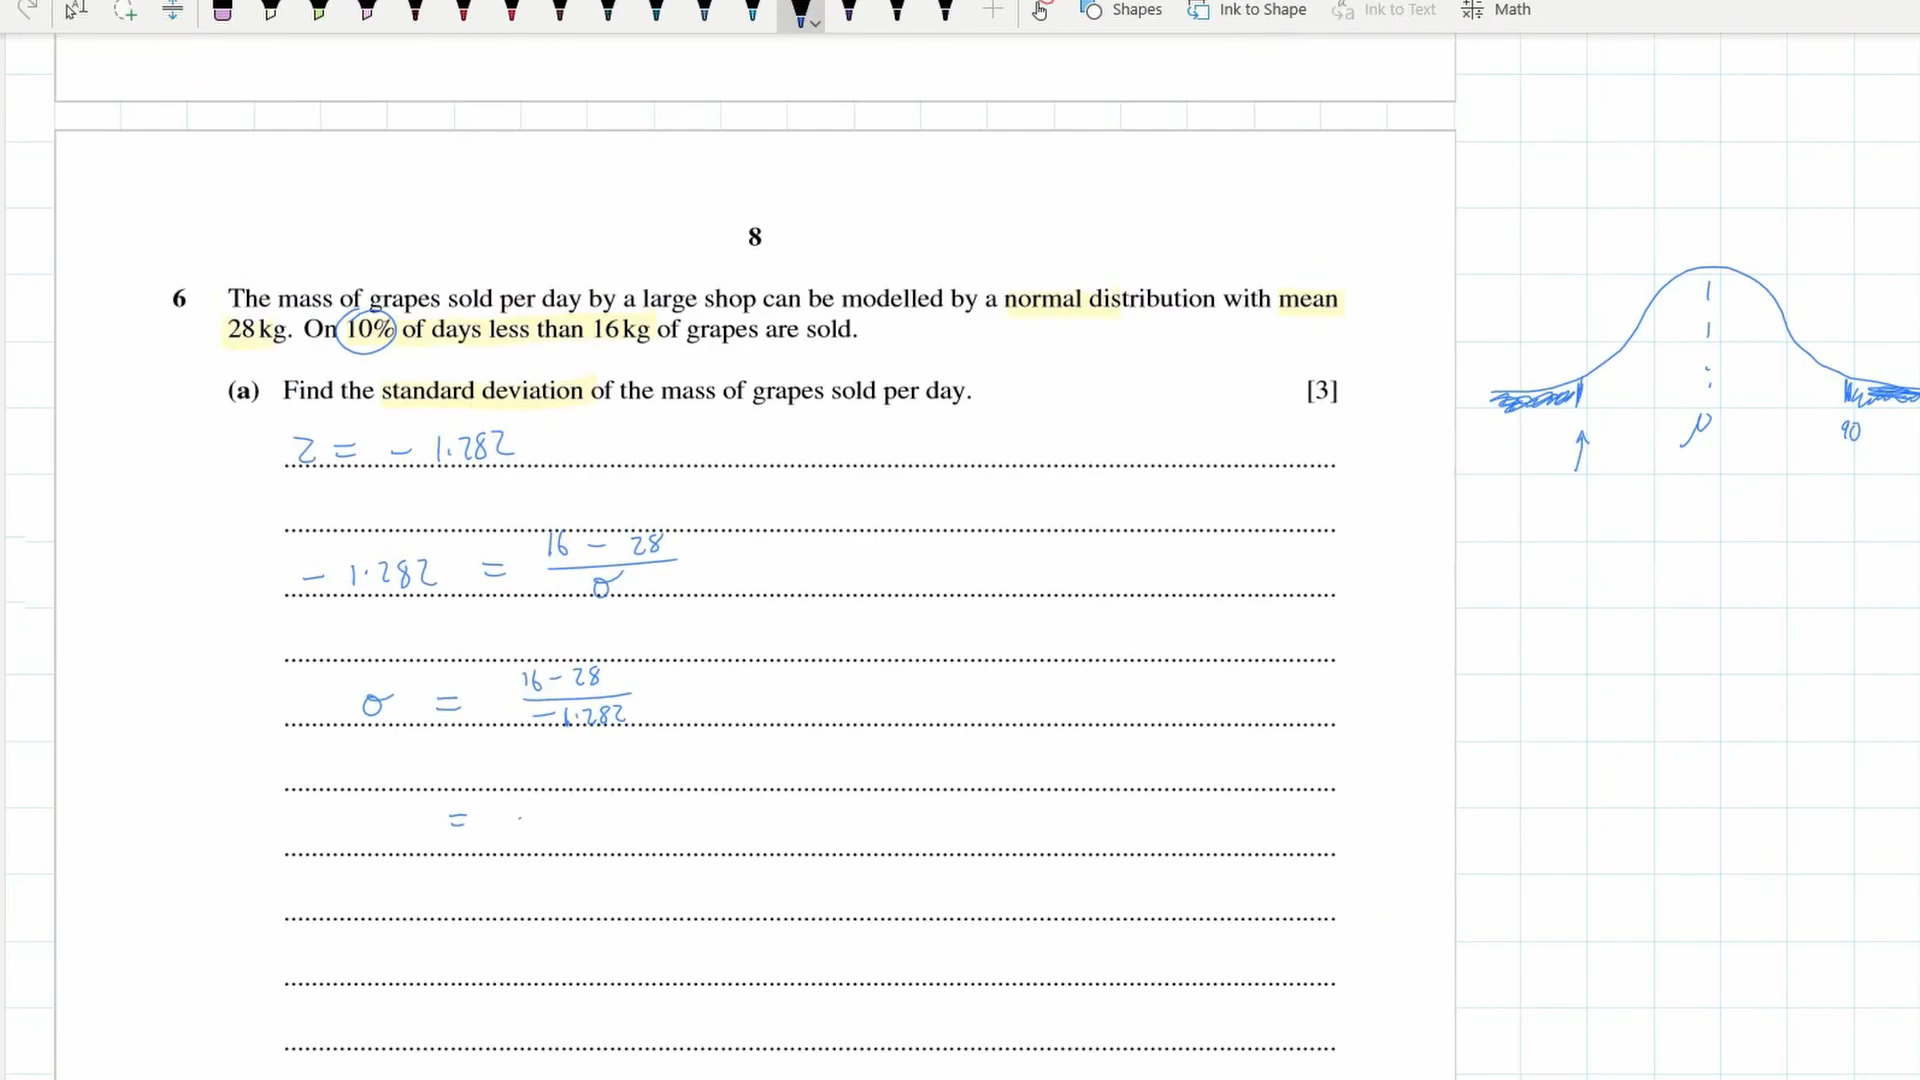 Shapes Ink to Shape Ink to Text Math
8
6 The mass of grapes sold per day by a large shop can be modelled by a normal distribution with mean
28 kg. On 10% of days less than 16 kg of grapes are sold.
(a) Find the standard deviation of the mass of grapes sold per day. [3]
z = - 1.282
- 1.282 = 16 - 28 / σ
σ = 16 - 28 / - 1.282
=
μ
90